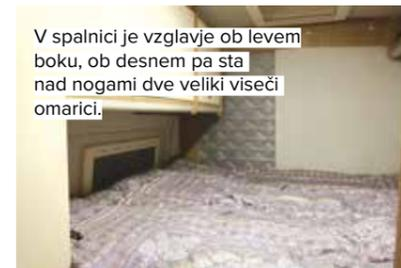 V spalnici je vzglavje ob levem
boku, ob desnem pa sta
nad nogami dve veliki viseči
omarici.